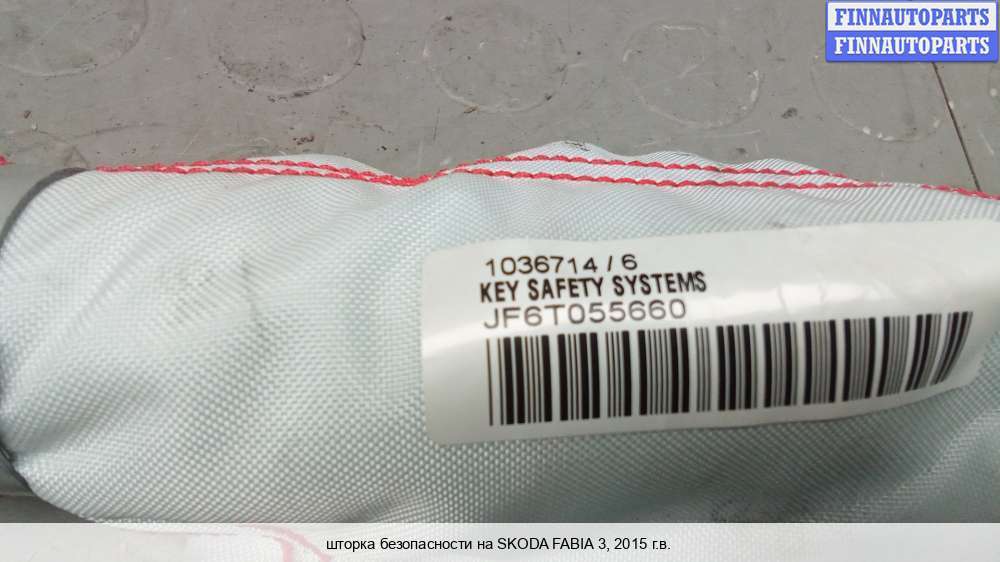 FINNAUTOPARTS
FINNAUTOPARTS
1036714 / 6
KEY SAFETY SYSTEMS
JF6T055660
шторка безопасности на SKODA FABIA 3, 2015 г.в.